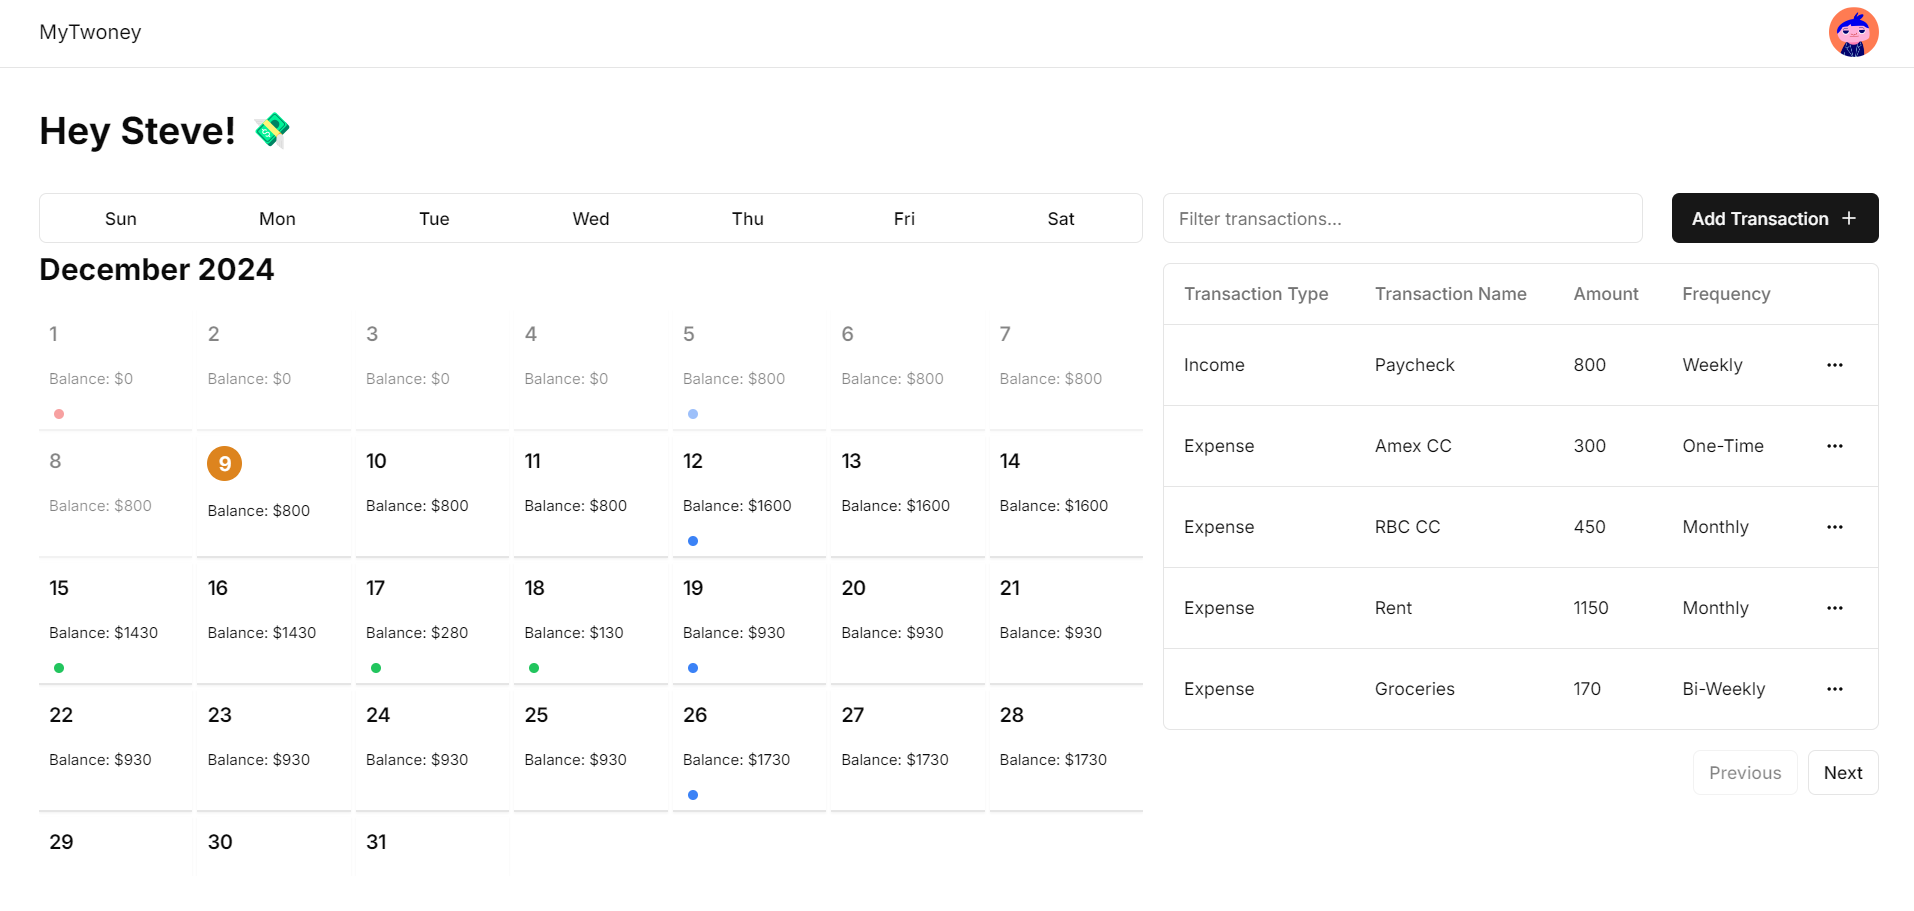 MyTwoney
Hey Steve!
Sun Mon Tue Wed Thu Fri Sat
December 2024
1 2 3 4 5 6 7
Balance: $0 Balance: $0 Balance: $0 Balance: $0 Balance: $800 Balance: $800 Balance: $800
8 9 10 11 12 13 14
Balance: $800 Balance: $800 Balance: $800 Balance: $800 Balance: $1600 Balance: $1600 Balance: $1600
15 16 17 18 19 20 21
Balance: $1430 Balance: $1430 Balance: $280 Balance: $130 Balance: $930 Balance: $930 Balance: $930
22 23 24 25 26 27 28
Balance: $930 Balance: $930 Balance: $930 Balance: $930 Balance: $1730 Balance: $1730 Balance: $1730
29 30 31
Filter transactions...
Add Transaction +
Transaction Type Transaction Name Amount Frequency
Income Paycheck 800 Weekly
Expense Amex CC 300 One-Time
Expense RBC CC 450 Monthly
Expense Rent 1150 Monthly
Expense Groceries 170 Bi-Weekly
Previous Next